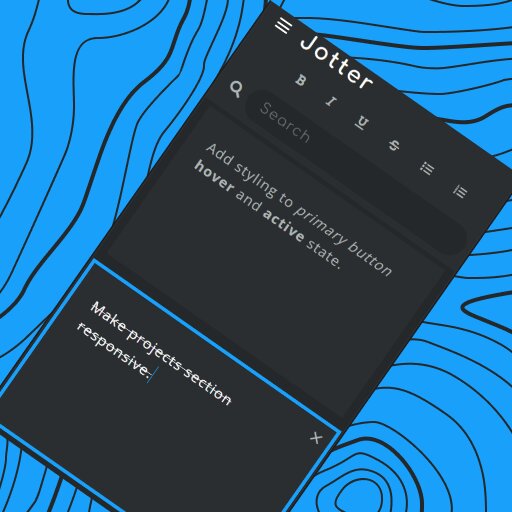 Jotter
B I U S
Search
Add styling to primary button
hover and active state.
Make projects section
responsive.